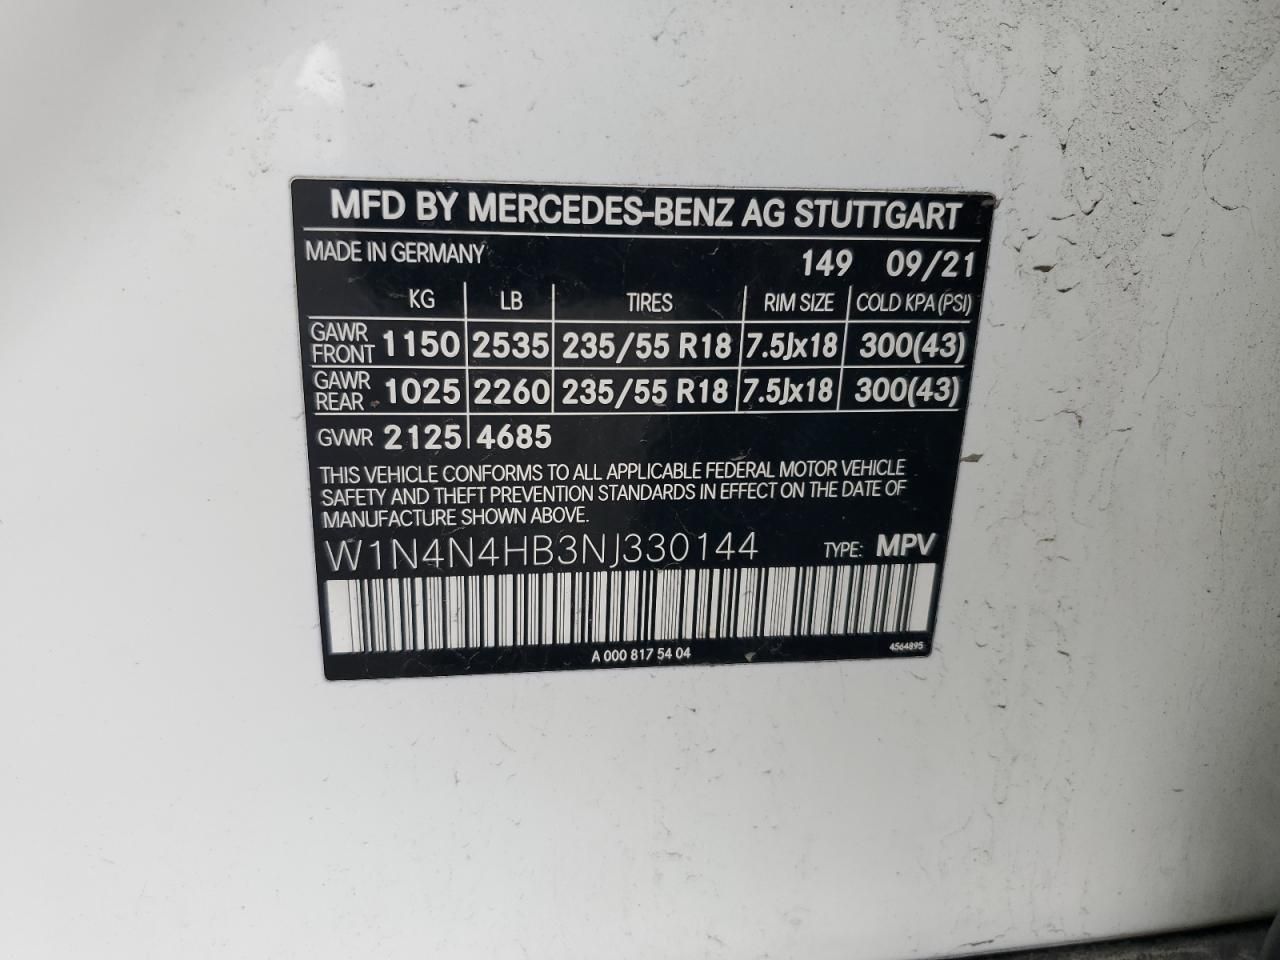 MFD BY MERCEDES-BENZ AG STUTTGART
MADE IN GERMANY 149 09/21
KG LB TIRES RIM SIZE COLD KPA (PSI)
GAWR FRONT 1150 2535 235/55 R18 7.5Jx18 300(43)
GAWR REAR 1025 2260 235/55 R18 7.5Jx18 300(43)
GVWR 2125 4685
THIS VEHICLE CONFORMS TO ALL APPLICABLE FEDERAL MOTOR VEHICLE
SAFETY AND THEFT PREVENTION STANDARDS IN EFFECT ON THE DATE OF
MANUFACTURE SHOWN ABOVE.
W1N4N4HB3NJ330144 TYPE: MPV
A 000 817 54 04 4564895